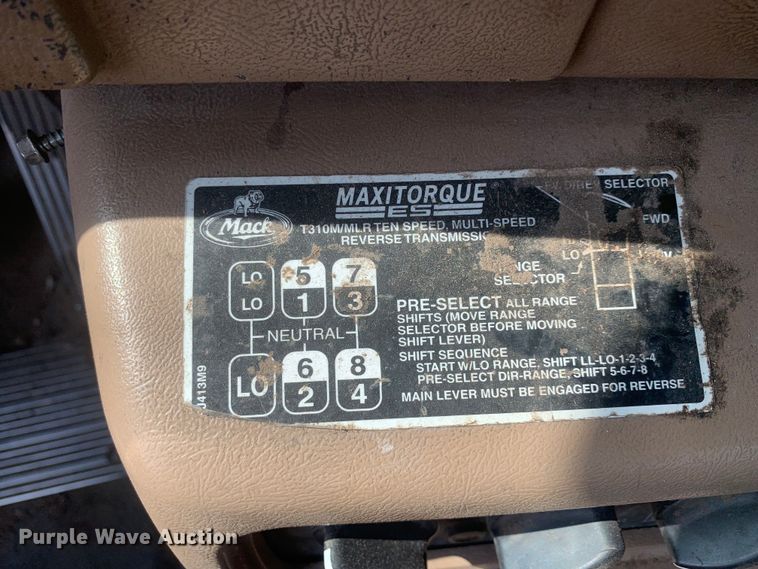 Mack
MAXITORQUE
ES
T310M/MLR TEN SPEED, MULTI-SPEED
REVERSE
SELECTOR
FWD
LO
SELECTOR
LO 5 7
LO 1 3
NEUTRAL
LO 6 8
2 4
PRE-SELECT ALL RANGE
SHIFTS (MOVE RANGE
SELECTOR BEFORE MOVING
SHIFT LEVER)
SHIFT SEQUENCE
START W/LO RANGE, SHIFT LL-LO-1-2-3-4
PRE-SELECT DIR-RANGE, SHIFT 5-6-7-8
MAIN LEVER MUST BE ENGAGED FOR REVERSE
U413M9
Purple Wave Auction